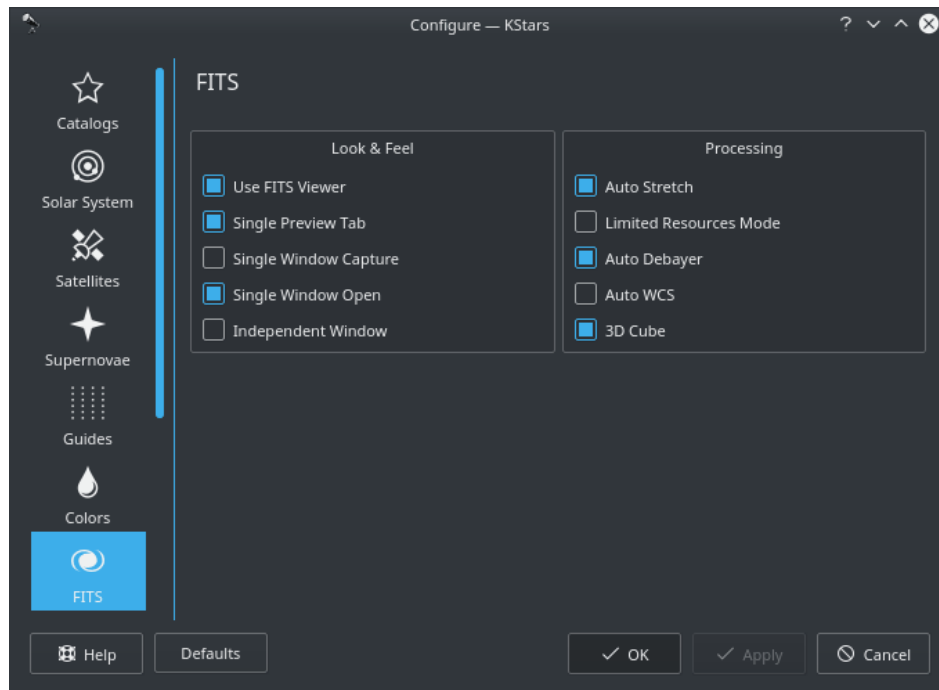 Configure — KStars
Catalogs
Solar System
Satellites
Supernovae
Guides
Colors
FITS
FITS
Look & Feel
Use FITS Viewer
Single Preview Tab
Single Window Capture
Single Window Open
Independent Window
Processing
Auto Stretch
Limited Resources Mode
Auto Debayer
Auto WCS
3D Cube
Help
Defaults
OK
Apply
Cancel